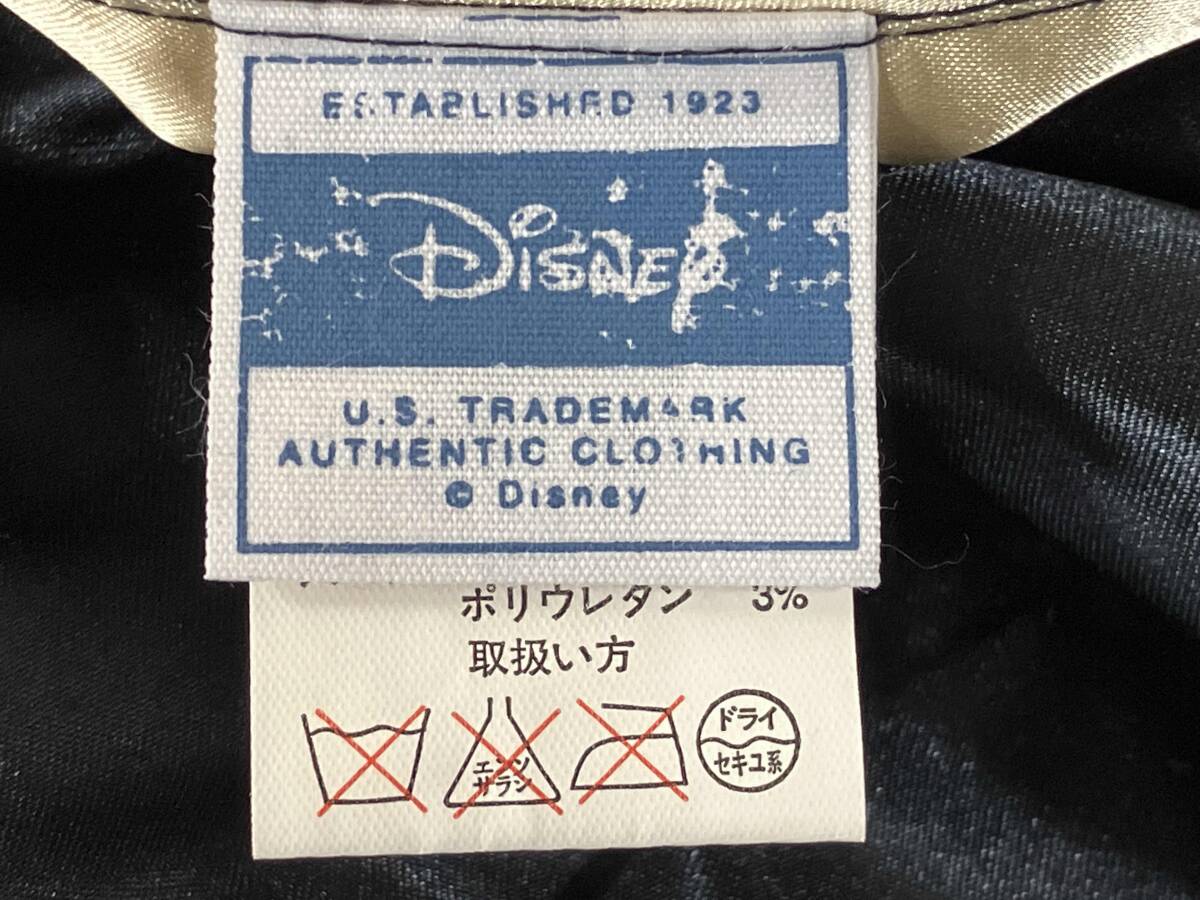 ESTABLISHED 1923
Disney
U.S. TRADEMARK
AUTHENTIC CLOTHING
© Disney
ポリウレタン 3%
取扱い方
エンソ
サラシ
ドライ
セキユ系